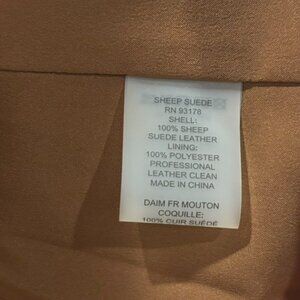 SHEEP SUEDE
RN 93178
SHELL:
100% SHEEP
SUEDE LEATHER
LINING:
100% POLYESTER
PROFESSIONAL
LEATHER CLEAN
MADE IN CHINA
DAIM FR MOUTON
COQUILLE:
100% CUIR SUÉDÉ